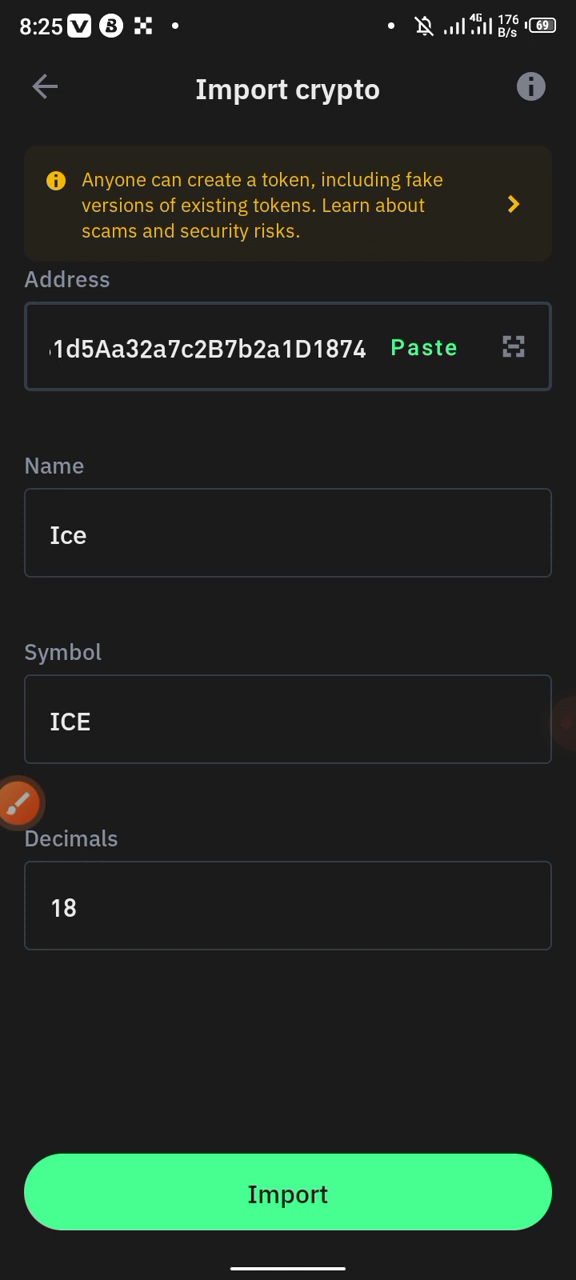 8:25
4G
176
B/s
69
Import crypto
Anyone can create a token, including fake
versions of existing tokens. Learn about
scams and security risks.
Address
1d5Aa32a7c2B7b2a1D1874 Paste
Name
Ice
Symbol
ICE
Decimals
18
Import